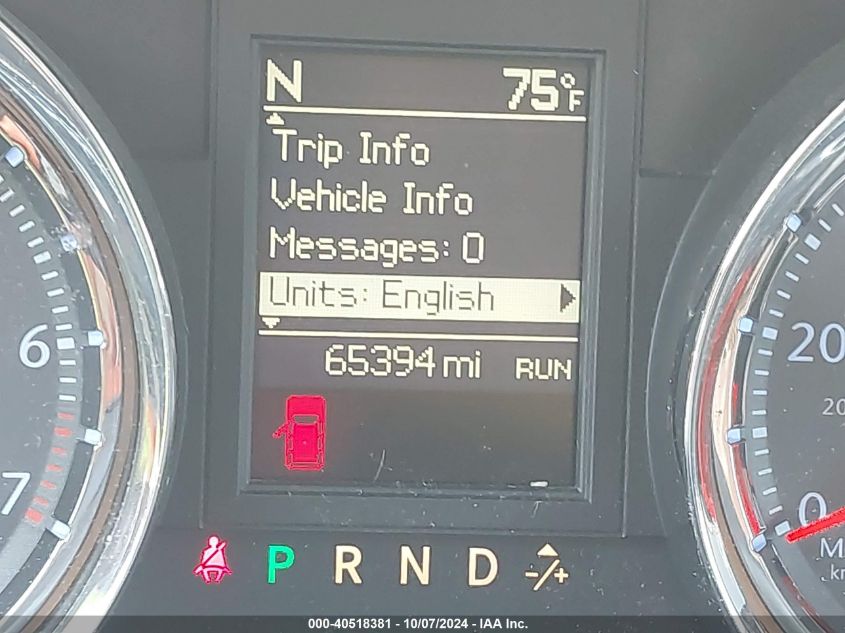 N 75°F
Trip Info
Vehicle Info
Messages: 0
Units: English
65394 mi RUN
6
7
20
0
P R N D -/+
000-40518381 - 10/07/2024 - IAA Inc.